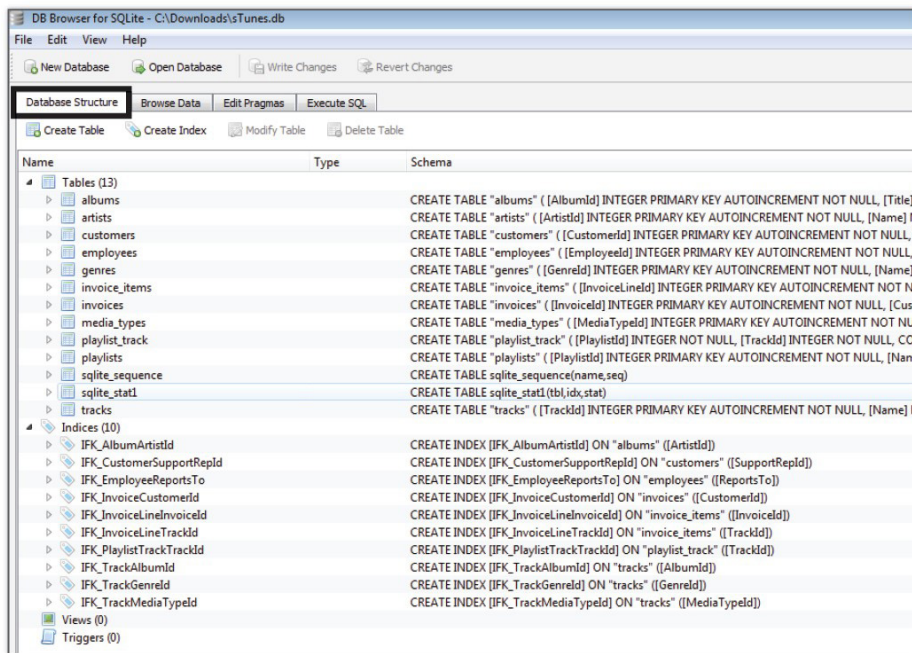 DB Browser for SQLite - C:\Downloads\sTunes.db
File Edit View Help
New Database Open Database Write Changes Revert Changes
Database Structure Browse Data Edit Pragmas Execute SQL
Create Table Create Index Modify Table Delete Table
Name Type Schema
Tables (13)
albums CREATE TABLE "albums" ( [AlbumId] INTEGER PRIMARY KEY AUTOINCREMENT NOT NULL, [Title]
artists CREATE TABLE "artists" ( [ArtistId] INTEGER PRIMARY KEY AUTOINCREMENT NOT NULL, [Name]
customers CREATE TABLE "customers" ( [CustomerId] INTEGER PRIMARY KEY AUTOINCREMENT NOT NULL,
employees CREATE TABLE "employees" ( [EmployeeId] INTEGER PRIMARY KEY AUTOINCREMENT NOT NULL,
genres CREATE TABLE "genres" ( [GenreId] INTEGER PRIMARY KEY AUTOINCREMENT NOT NULL, [Name]
invoice_items CREATE TABLE "invoice_items" ( [InvoiceLineId] INTEGER PRIMARY KEY AUTOINCREMENT NOT N
invoices CREATE TABLE "invoices" ( [InvoiceId] INTEGER PRIMARY KEY AUTOINCREMENT NOT NULL, [Cus
media_types CREATE TABLE "media_types" ( [MediaTypeId] INTEGER PRIMARY KEY AUTOINCREMENT NOT NU
playlist_track CREATE TABLE "playlist_track" ( [PlaylistId] INTEGER NOT NULL, [TrackId] INTEGER NOT NULL, CO
playlists CREATE TABLE "playlists" ( [PlaylistId] INTEGER PRIMARY KEY AUTOINCREMENT NOT NULL, [Nam
sqlite_sequence CREATE TABLE sqlite_sequence(name,seq)
sqlite_stat1 CREATE TABLE sqlite_stat1(tbl,idx,stat)
tracks CREATE TABLE "tracks" ( [TrackId] INTEGER PRIMARY KEY AUTOINCREMENT NOT NULL, [Name]
Indices (10)
IFK_AlbumArtistId CREATE INDEX [IFK_AlbumArtistId] ON "albums" ([ArtistId])
IFK_CustomerSupportRepId CREATE INDEX [IFK_CustomerSupportRepId] ON "customers" ([SupportRepId])
IFK_EmployeeReportsTo CREATE INDEX [IFK_EmployeeReportsTo] ON "employees" ([ReportsTo])
IFK_InvoiceCustomerId CREATE INDEX [IFK_InvoiceCustomerId] ON "invoices" ([CustomerId])
IFK_InvoiceLineInvoiceId CREATE INDEX [IFK_InvoiceLineInvoiceId] ON "invoice_items" ([InvoiceId])
IFK_InvoiceLineTrackId CREATE INDEX [IFK_InvoiceLineTrackId] ON "invoice_items" ([TrackId])
IFK_PlaylistTrackTrackId CREATE INDEX [IFK_PlaylistTrackTrackId] ON "playlist_track" ([TrackId])
IFK_TrackAlbumId CREATE INDEX [IFK_TrackAlbumId] ON "tracks" ([AlbumId])
IFK_TrackGenreId CREATE INDEX [IFK_TrackGenreId] ON "tracks" ([GenreId])
IFK_TrackMediaTypeId CREATE INDEX [IFK_TrackMediaTypeId] ON "tracks" ([MediaTypeId])
Views (0)
Triggers (0)